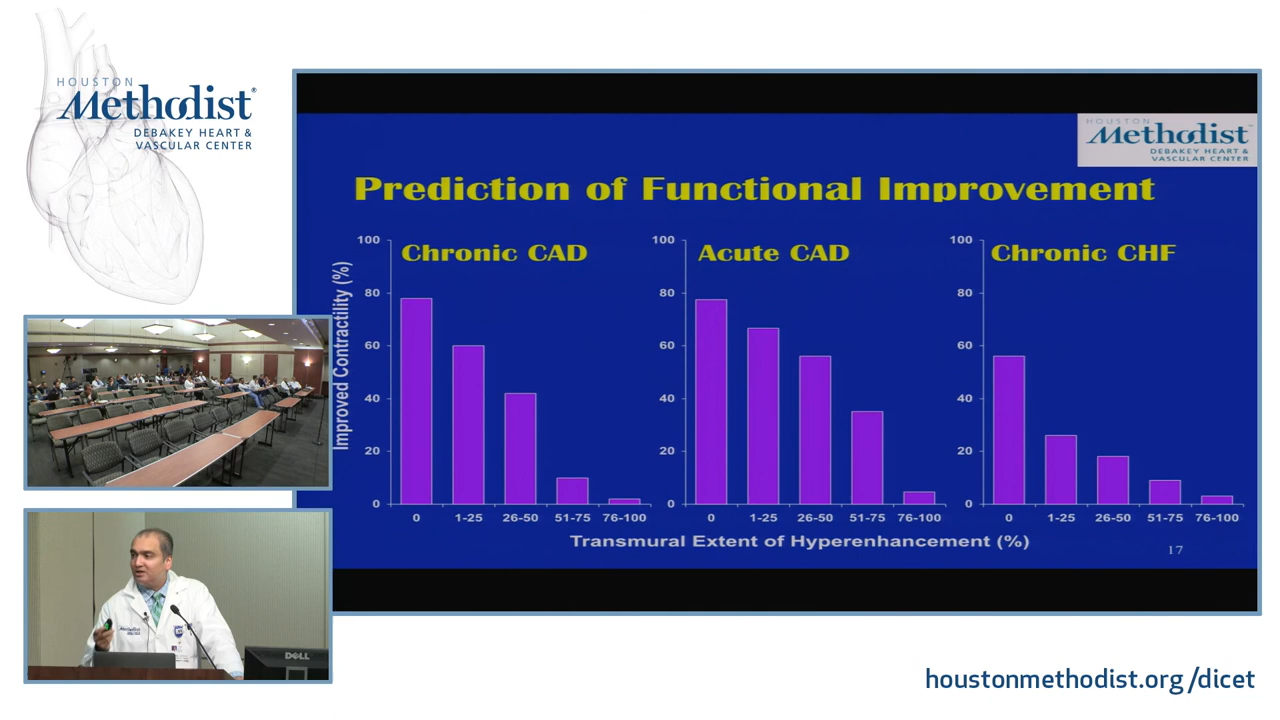 HOUSTON
Methodist®
DEBAKEY HEART &
VASCULAR CENTER
HOUSTON
Methodist
DEBAKEY HEART &
VASCULAR CENTER
Prediction of Functional Improvement
Improved Contractility (%)
Chronic CAD
100
80
60
40
20
0
0 1-25 26-50 51-75 76-100
Acute CAD
100
80
60
40
20
0
0 1-25 26-50 51-75 76-100
Chronic CHF
100
80
60
40
20
0
0 1-25 26-50 51-75 76-100
Transmural Extent of Hyperenhancement (%)
17
Methodist
DELL
houstonmethodist.org/dicet